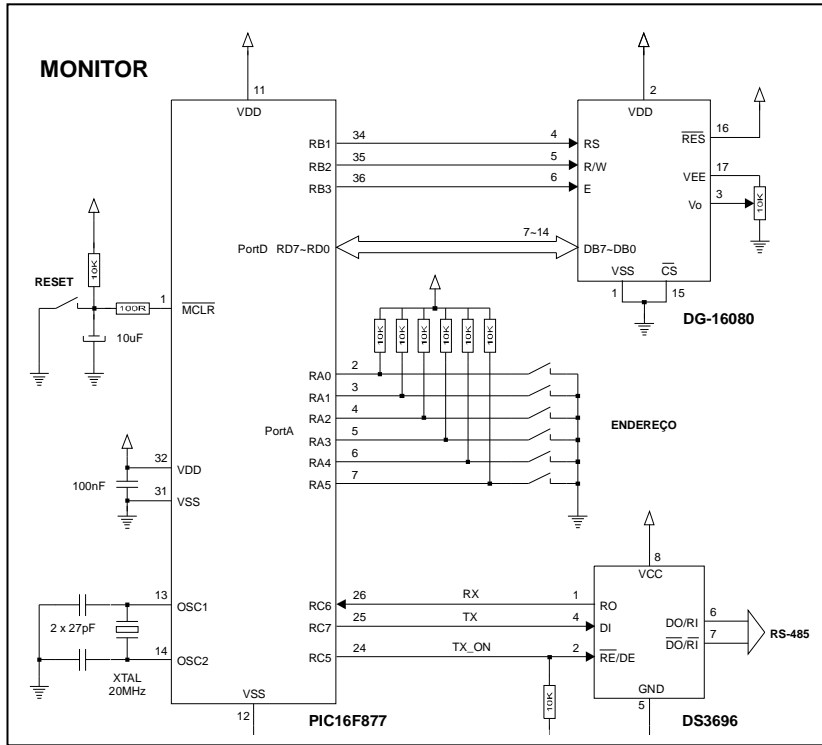 MONITOR
11
VDD
2
VDD
RB1 34 4 RS
RB2 35 5 R/W
RB3 36 6 E
RES 16
VEE 17
Vo 3
10K
PortD RD7~RD0 7~14 DB7~DB0
VSS CS
1 15
DG-16080
10K
RESET
100R
1
MCLR
10uF
10K 10K 10K 10K 10K 10K
RA0 2
RA1 3
RA2 4
PortA
RA3 5
RA4 6
RA5 7
ENDEREÇO
32
VDD
100nF
31
VSS
8
VCC
13
OSC1
2 x 27pF
14
OSC2
XTAL
20MHz
RC6 26 RX 1 RO
RC7 25 TX 4 DI
RC5 24 TX_ON 2 RE/DE
DO/RI 6
DO/RI 7
RS-485
10K
VSS
12
PIC16F877
GND
5
DS3696